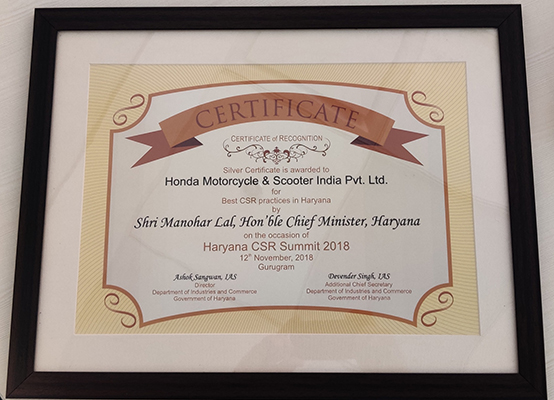 CERTIFICATE
CERTIFICATE of RECOGNITION
Silver Certificate is awarded to
Honda Motorcycle & Scooter India Pvt. Ltd.
for
Best CSR practices in Haryana
by
Shri Manohar Lal, Hon'ble Chief Minister, Haryana
on the occasion of
Haryana CSR Summit 2018
12th November, 2018
Gurugram
Ashok Sangwan, IAS
Director
Department of Industries and Commerce
Government of Haryana
Devender Singh, IAS
Additional Chief Secretary
Department of Industries and Commerce
Government of Haryana